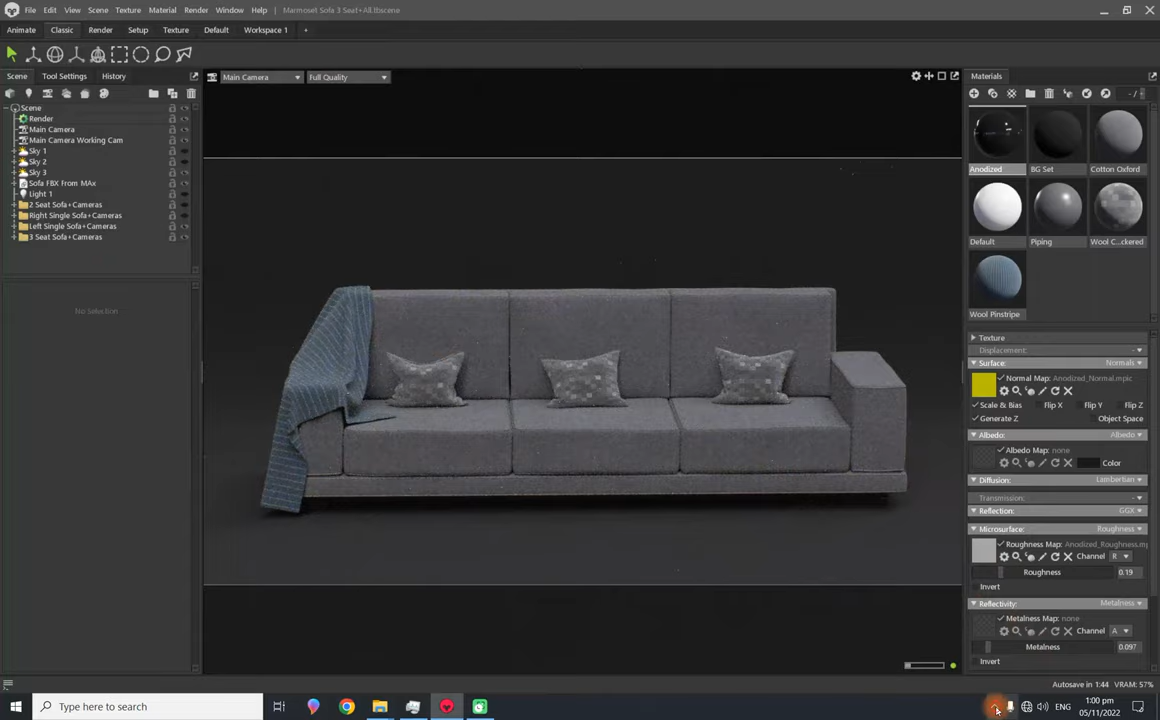 File Edit View Scene Texture Material Render Window Help Marmoset Sofa 3 Seat+All.tbscene
Animate Classic Render Setup Texture Default Workspace 1 +
Scene Tool Settings History
Main Camera Full Quality
Materials
Scene
Render
Main Camera
Main Camera Working Cam
Sky 1
Sky 2
Sky 3
Sofa FBX From MAx
Light 1
2 Seat Sofa+Cameras
Right Single Sofa+Cameras
Left Single Sofa+Cameras
3 Seat Sofa+Cameras
No Selection
Anodized BG Set Cotton Oxford
Default Piping Wool C...ckered
Wool Pinstripe
Texture
Displacement:
Surface: Normals
Normal Map: Anodized_Normal.mpic
Scale & Bias Flip X Flip Y Flip Z
Generate Z Object Space
Albedo: Albedo
Albedo Map: none
Color
Diffusion: Lambertian
Transmission:
Reflection: GGX
Microsurface: Roughness
Roughness Map: Anodized_Roughness.mp
Channel R
Roughness 0.19
Invert
Reflectivity: Metalness
Metalness Map: none
Channel A
Metalness 0.097
Invert
Autosave in 1:44 VRAM: 57%
Type here to search
ENG
1:00 pm
05/11/2022